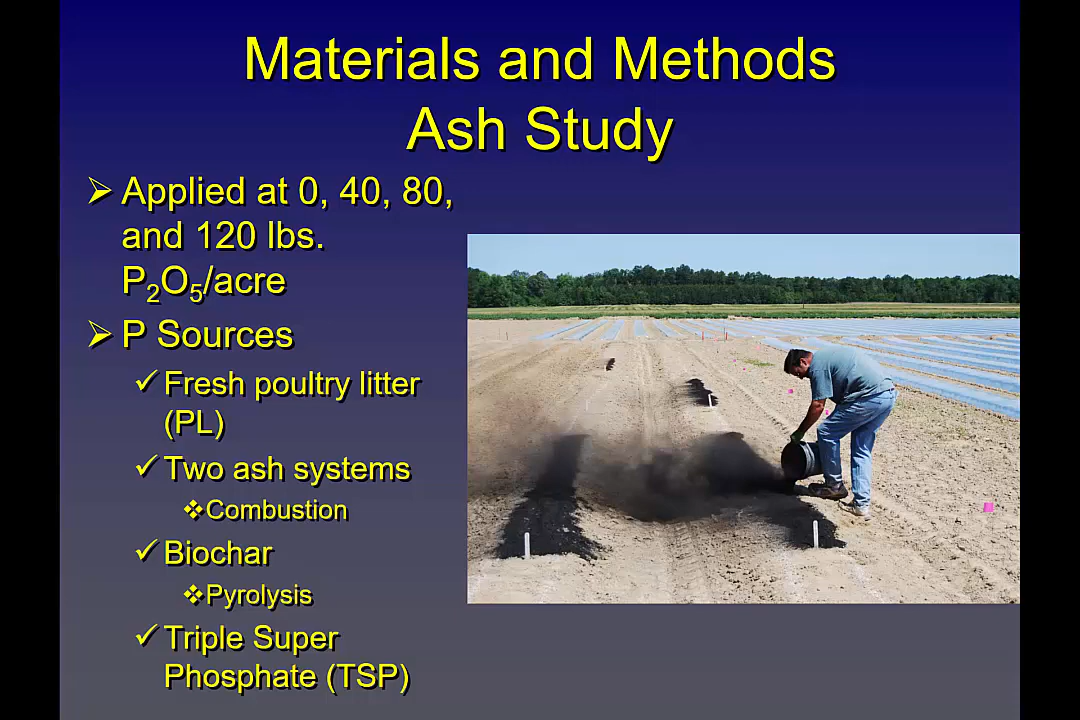 Materials and Methods
Ash Study
➢ Applied at 0, 40, 80,
and 120 lbs.
P₂O₅/acre
➢ P Sources
✓ Fresh poultry litter
(PL)
✓ Two ash systems
❖ Combustion
✓ Biochar
❖ Pyrolysis
✓ Triple Super
Phosphate (TSP)